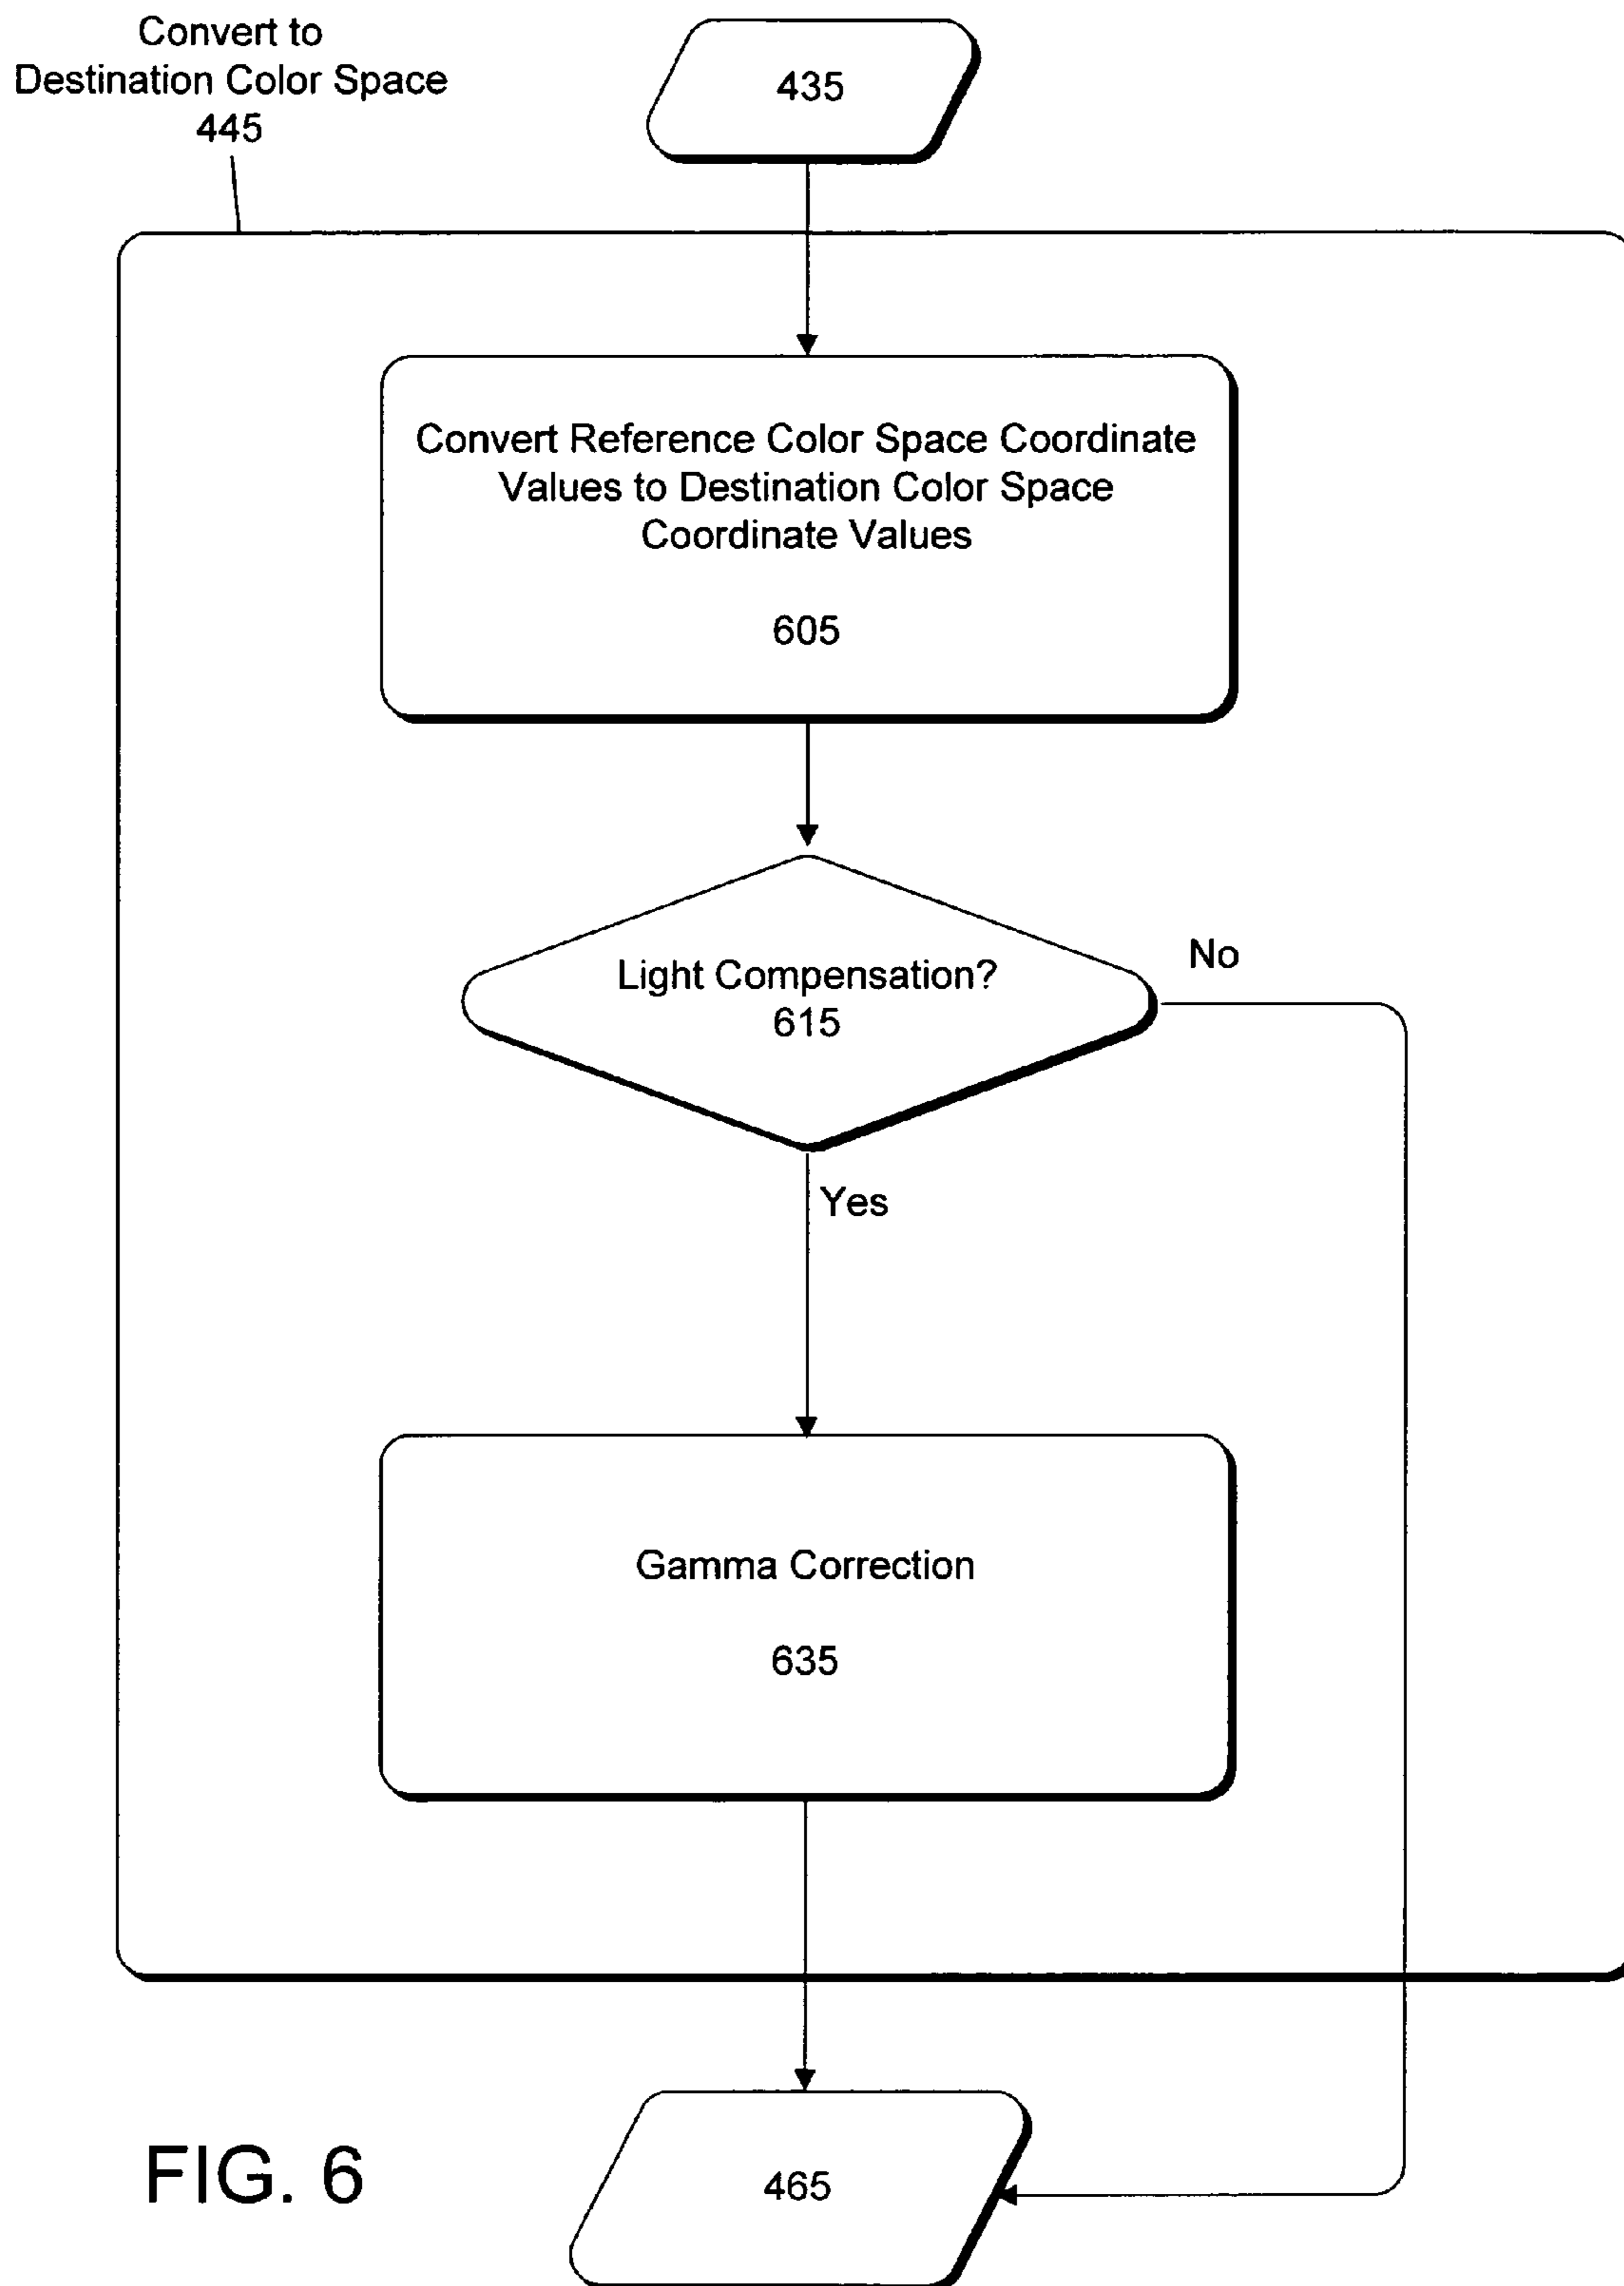 Convert to
Destination Color Space
445
435
Convert Reference Color Space Coordinate
Values to Destination Color Space
Coordinate Values
605
Light Compensation?
615
No
Yes
Gamma Correction
635
465
FIG. 6